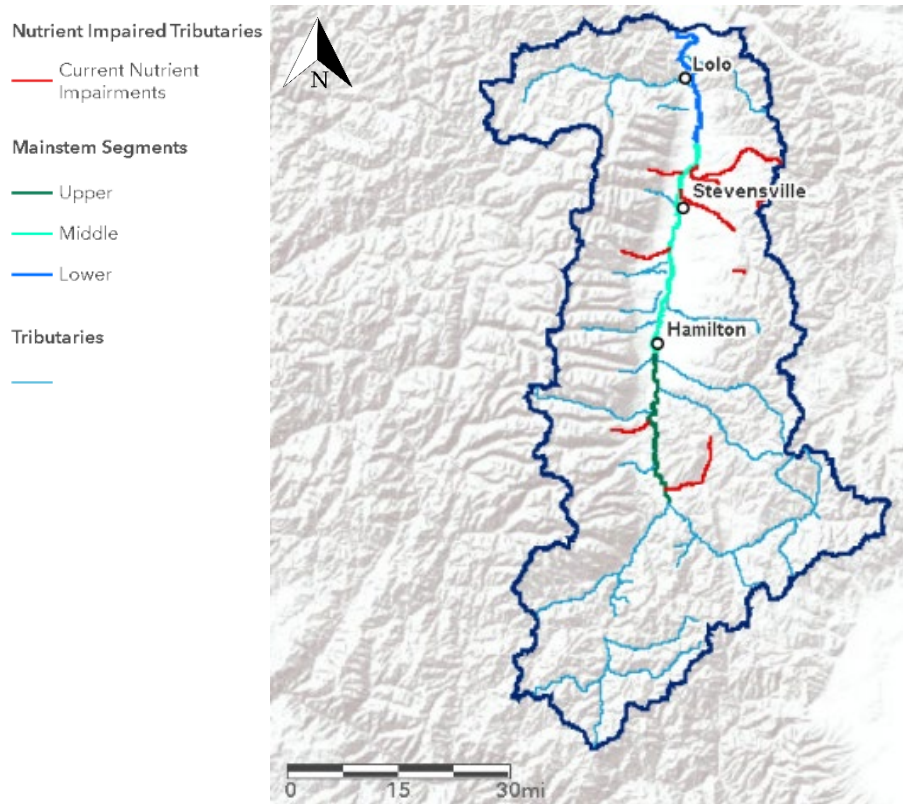 Nutrient Impaired Tributaries
Current Nutrient
Impairments
Mainstem Segments
Upper
Middle
Lower
Tributaries
N
Lolo
Stevensville
Hamilton
0 15 30mi